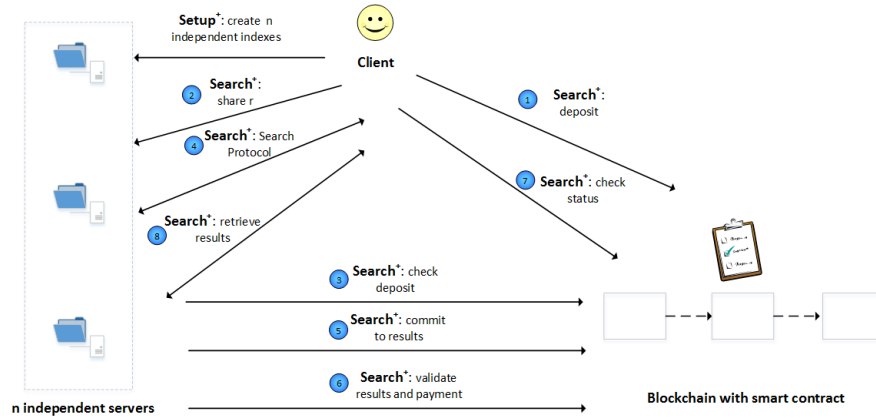 Setup⁺: create n
independent indexes
Client
2 Search⁺:
share r
1 Search⁺:
deposit
4 Search⁺: Search
Protocol
7 Search⁺: check
status
Search⁺: retrieve
8 results
Search⁺: check
3 deposit
Search⁺: commit
5 to results
6 Search⁺: validate
results and payment
n independent servers
Blockchain with smart contract